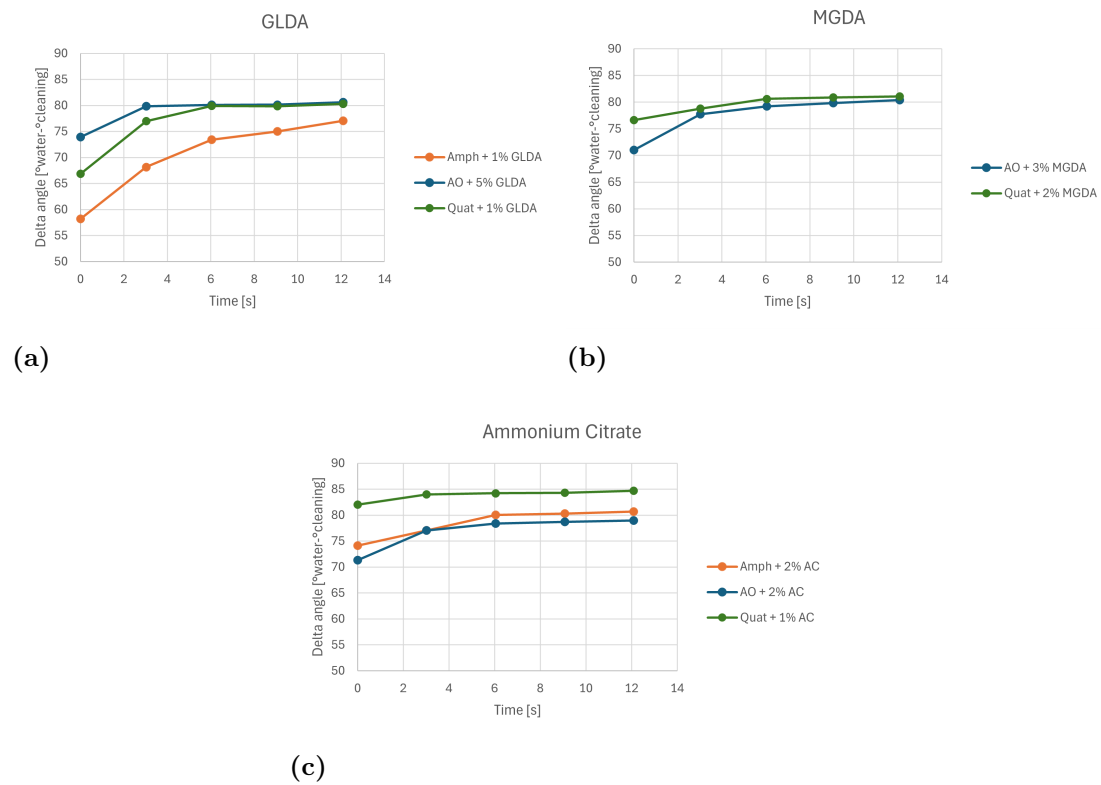 GLDA
90
85
80
75
70
65
60
55
50
Delta angle [°water-°cleaning]
0 2 4 6 8 10 12 14
Time [s]
Amph + 1% GLDA
AO + 5% GLDA
Quat + 1% GLDA
(a)
MGDA
90
85
80
75
70
65
60
55
50
Delta angle [°water-°cleaning]
0 2 4 6 8 10 12 14
Time [s]
AO + 3% MGDA
Quat + 2% MGDA
(b)
Ammonium Citrate
90
85
80
75
70
65
60
55
50
Delta angle [°water-°cleaning]
0 2 4 6 8 10 12 14
Time [s]
Amph + 2% AC
AO + 2% AC
Quat + 1% AC
(c)